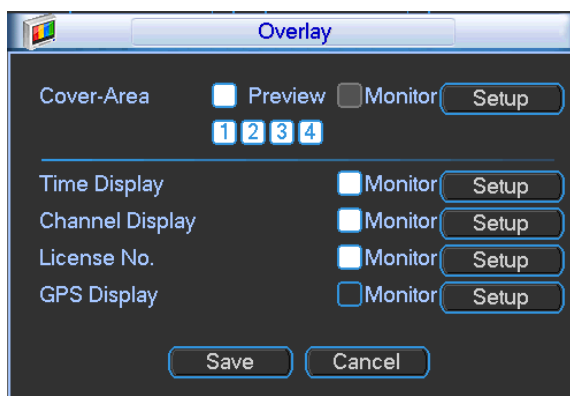 Overlay
Cover-Area Preview Monitor Setup
1 2 3 4
Time Display Monitor Setup
Channel Display Monitor Setup
License No. Monitor Setup
GPS Display Monitor Setup
Save Cancel